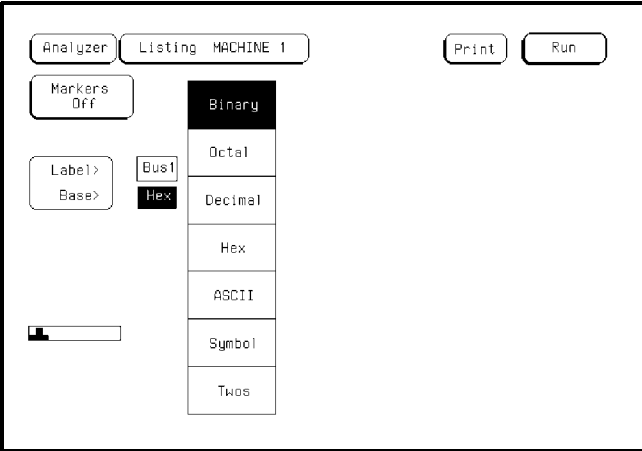 Analyzer Listing MACHINE 1 Print Run
Markers
Off
Binary
Octal
Label> Bus1
Base> Hex
Decimal
Hex
ASCII
Symbol
Twos